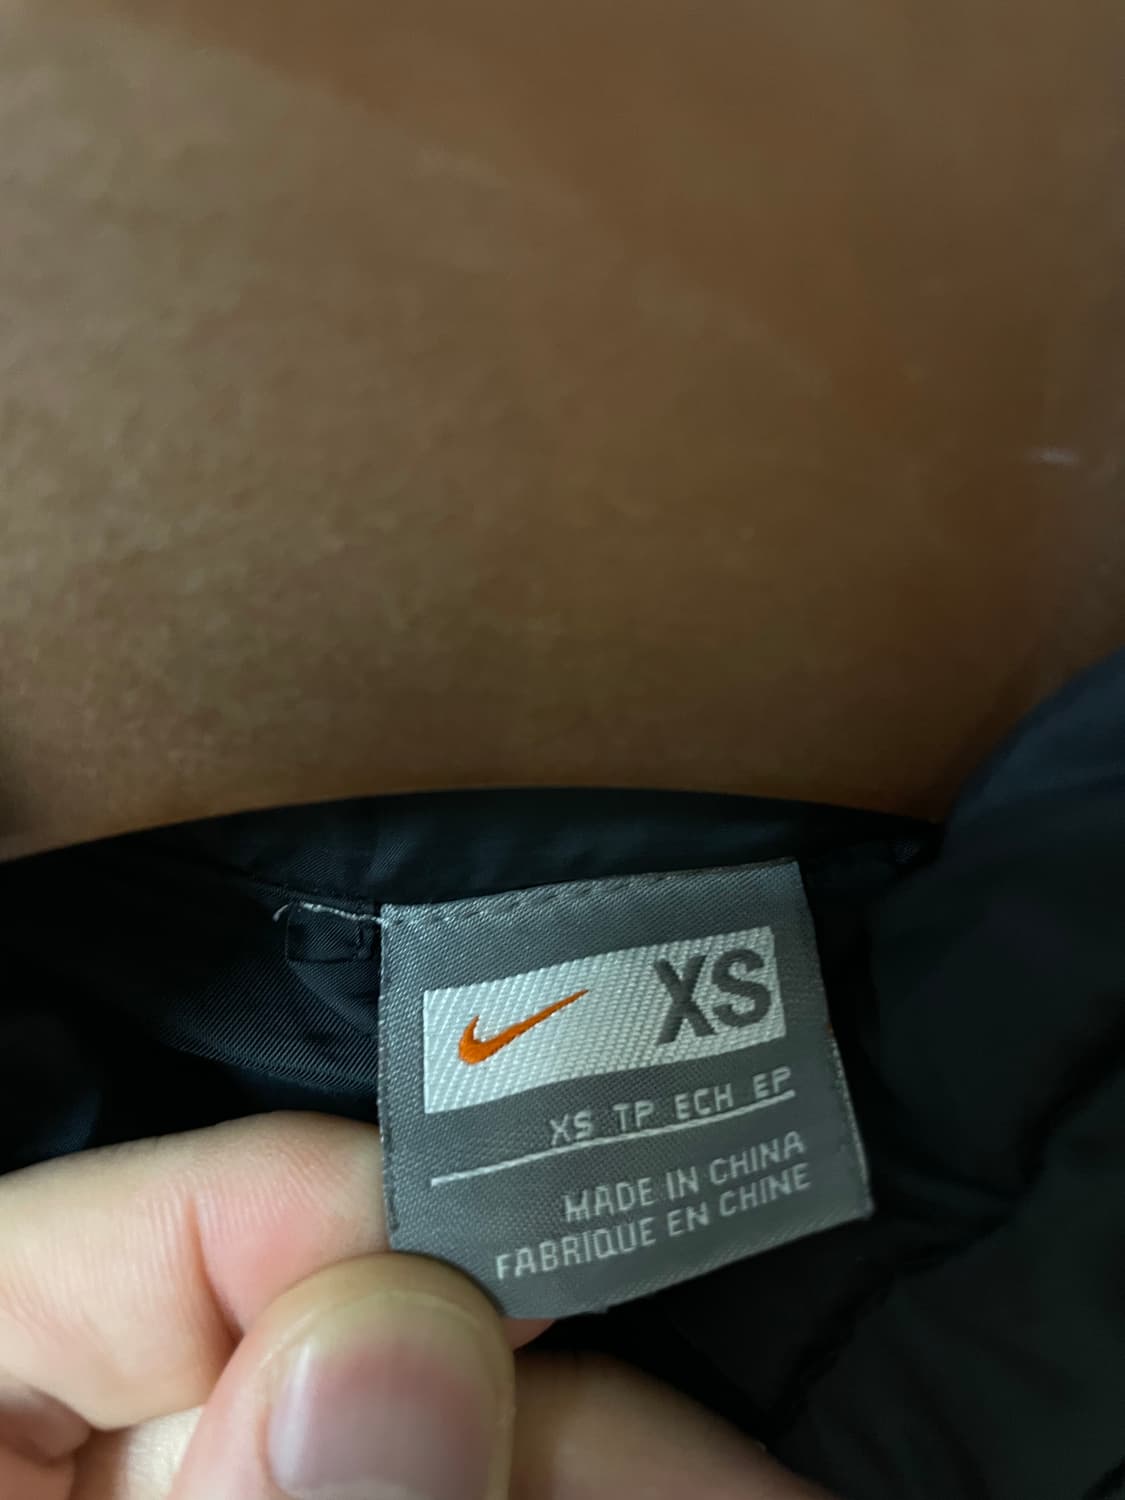 XS
XS TP ECH EP
MADE IN CHINA
FABRIQUE EN CHINE